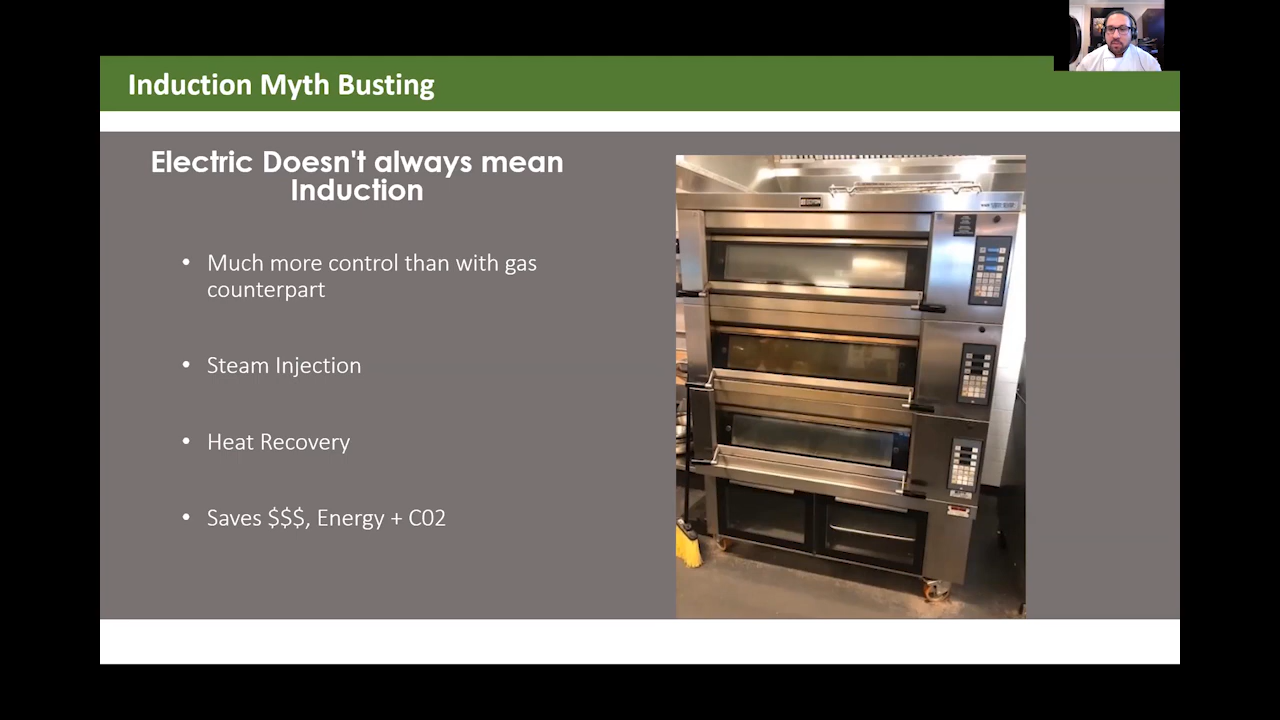 Induction Myth Busting
Electric Doesn't always mean
Induction
• Much more control than with gas
counterpart
• Steam Injection
• Heat Recovery
• Saves $$$, Energy + C02